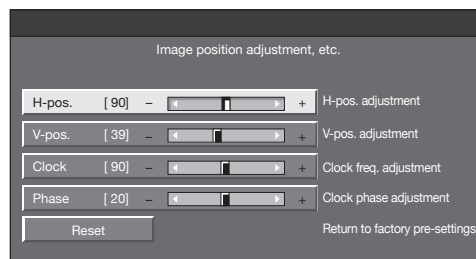 Image position adjustment, etc.
H-pos. [ 90] – + H-pos. adjustment
V-pos. [ 39] – + V-pos. adjustment
Clock [ 90] – + Clock freq. adjustment
Phase [ 20] – + Clock phase adjustment
Reset Return to factory pre-settings